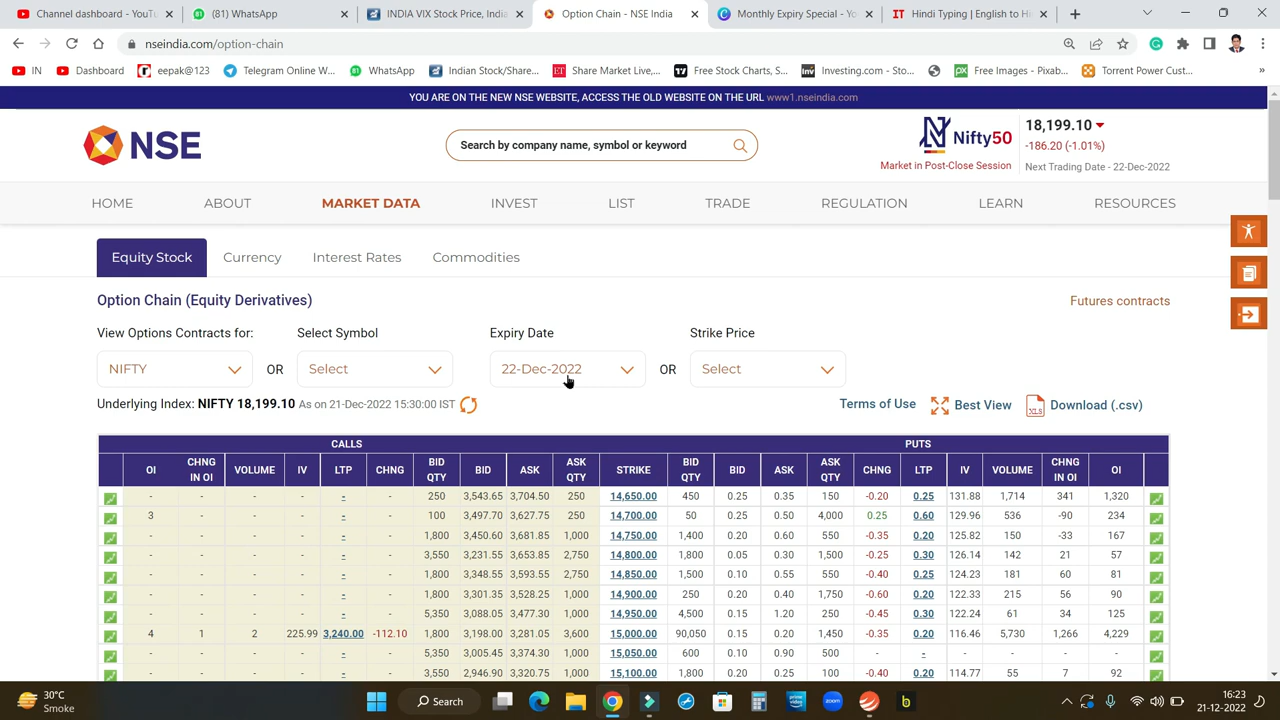 Channel dashboard - YouTu
(81) WhatsApp
INDIA VIX Stock Price, India
Option Chain - NSE India
Monthly Expiry Special - Yo
Hindi Typing | English to Hi
nseindia.com/option-chain
IN
Dashboard
eepak@123
Telegram Online W...
WhatsApp
Indian Stock/Share...
Share Market Live,...
Free Stock Charts, S...
Investing.com - Sto...
Free Images - Pixab...
Torrent Power Cust...
YOU ARE ON THE NEW NSE WEBSITE, ACCESS THE OLD WEBSITE ON THE URL www1.nseindia.com
NSE
Search by company name, symbol or keyword
Nifty50
18,199.10
-186.20 (-1.01%)
Market in Post-Close Session
Next Trading Date - 22-Dec-2022
HOME ABOUT MARKET DATA INVEST LIST TRADE REGULATION LEARN RESOURCES
Equity Stock Currency Interest Rates Commodities
Option Chain (Equity Derivatives)
Futures contracts
View Options Contracts for: Select Symbol Expiry Date Strike Price
NIFTY OR Select 22-Dec-2022 OR Select
Underlying Index: NIFTY 18,199.10 As on 21-Dec-2022 15:30:00 IST
Terms of Use Best View XLS Download (.csv)
CALLS PUTS
OI CHNG IN OI VOLUME IV LTP CHNG BID QTY BID ASK ASK QTY STRIKE BID QTY BID ASK ASK QTY CHNG LTP IV VOLUME CHNG IN OI OI
- - - - - - 250 3,543.65 3,704.50 250 14,650.00 450 0.25 0.35 150 -0.20 0.25 131.88 1,714 341 1,320
3 - - - - - 100 3,497.70 3,627.75 250 14,700.00 50 0.25 0.50 4,000 0.25 0.60 129.96 536 -90 234
- - - - - - 1,800 3,450.60 3,681.85 1,000 14,750.00 1,400 0.20 0.60 550 -0.35 0.20 125.82 150 -33 167
- - - - - - 3,550 3,231.55 3,653.85 2,750 14,800.00 1,800 0.05 0.30 1,500 -0.25 0.30 126.14 142 21 57
- - - - - - 1,800 3,348.55 3,593.55 2,750 14,850.00 1,500 0.10 0.55 550 -0.40 0.25 124.23 181 60 81
- - - - - - 1,800 3,301.35 3,528.25 1,000 14,900.00 250 0.20 0.40 1,750 -0.60 0.20 122.33 215 56 90
- - - - - - 5,350 3,088.05 3,477.30 1,000 14,950.00 4,500 0.15 1.20 250 -0.45 0.30 122.24 61 34 125
4 1 2 225.99 3,240.00 -112.10 1,800 3,198.00 3,281.05 3,600 15,000.00 90,050 0.15 0.20 1,450 -0.35 0.20 116.46 5,730 1,266 4,229
- - - - - - 5,350 3,005.45 3,374.30 1,000 15,050.00 600 0.10 0.90 500 - - - - - -
- - - - - - 3,550 2,946.90 3,320.75 1,000 15,100.00 1,800 0.20 0.25 100 -0.40 0.20 114.77 55 7 92
30°C
Smoke
Search
zoom
16:23
21-12-2022